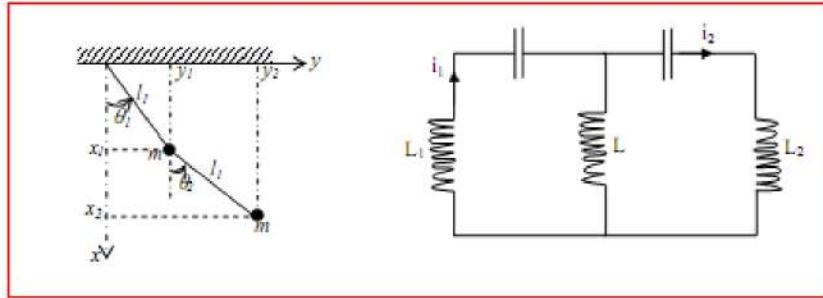 y₁ y₂ y
l₁
θ₁
x₁ m l₁
θ₂
x₂ m
x
i₁ i₂
L₁ L L₂